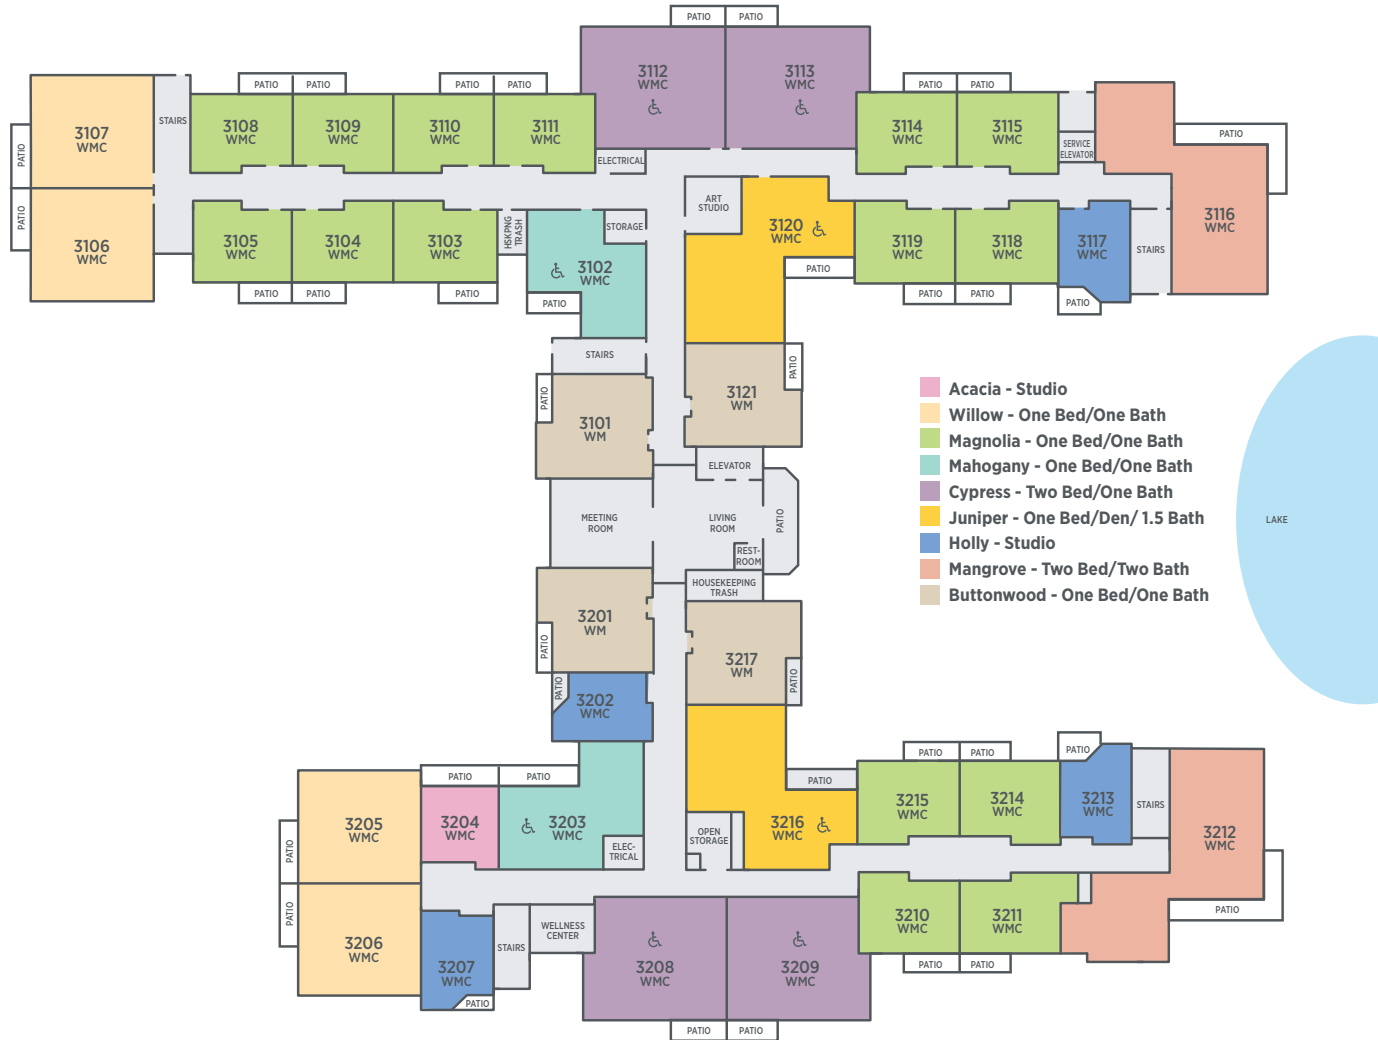 PATIO
PATIO
3112
WMC
3113
WMC
PATIO
PATIO
PATIO
PATIO
PATIO
PATIO
3107
WMC
STAIRS
3108
WMC
3109
WMC
3110
WMC
3111
WMC
3114
WMC
3115
WMC
SERVICE
ELEVATOR
PATIO
PATIO
ELECTRICAL
ART
STUDIO
3106
WMC
PATIO
3105
WMC
3104
WMC
3103
WMC
HSKPNG
TRASH
STORAGE
3102
WMC
3120
WMC
3119
WMC
3118
WMC
3117
WMC
STAIRS
3116
WMC
PATIO
PATIO
PATIO
PATIO
PATIO
PATIO
PATIO
PATIO
STAIRS
PATIO
3101
WM
3121
WM
PATIO
ELEVATOR
MEETING
ROOM
LIVING
ROOM
PATIO
REST-
ROOM
HOUSEKEEPING
TRASH
Acacia - Studio
Willow - One Bed/One Bath
Magnolia - One Bed/One Bath
Mahogany - One Bed/One Bath
Cypress - Two Bed/One Bath
Juniper - One Bed/Den/ 1.5 Bath
Holly - Studio
Mangrove - Two Bed/Two Bath
Buttonwood - One Bed/One Bath
LAKE
3201
WM
PATIO
3217
WM
PATIO
PATIO
3202
WMC
PATIO
PATIO
PATIO
PATIO
PATIO
PATIO
3205
WMC
3204
WMC
3203
WMC
ELEC-
TRICAL
OPEN
STORAGE
3216
WMC
3215
WMC
3214
WMC
3213
WMC
STAIRS
3212
WMC
PATIO
PATIO
3206
WMC
3207
WMC
PATIO
STAIRS
WELLNESS
CENTER
3208
WMC
3209
WMC
3210
WMC
3211
WMC
PATIO
PATIO
PATIO
PATIO
PATIO